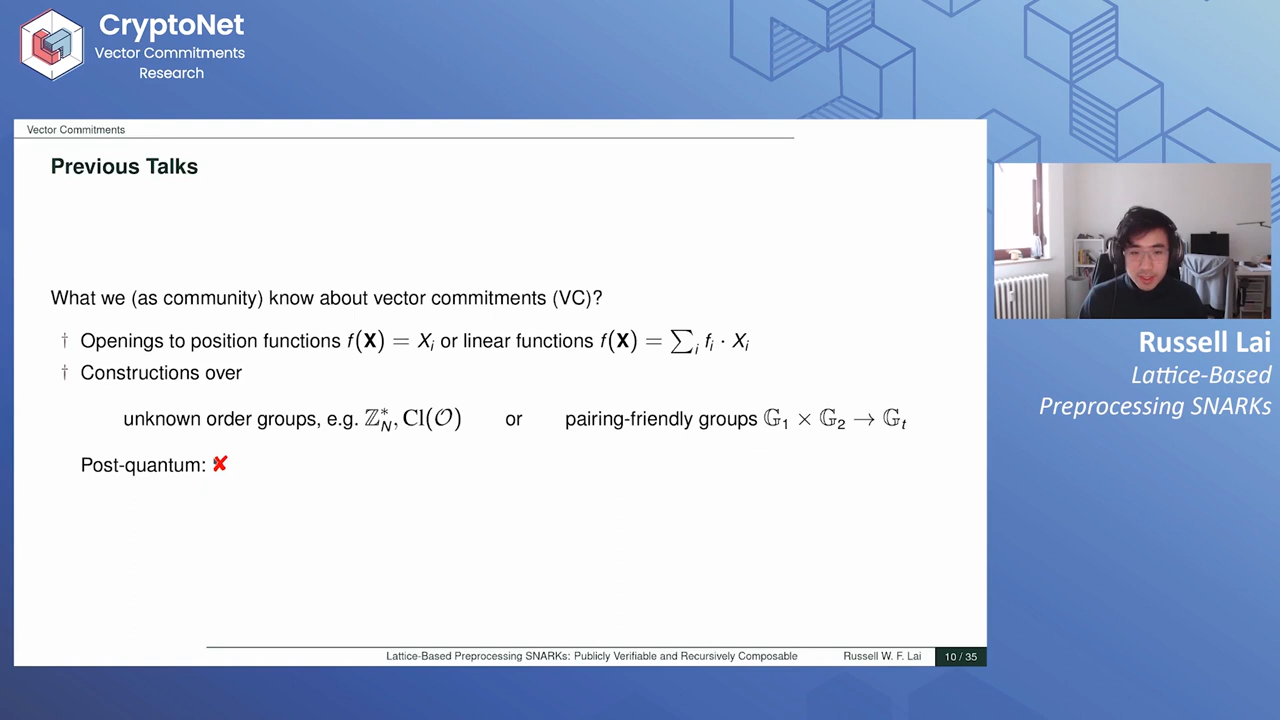 CryptoNet
Vector Commitments
Research
Vector Commitments
Previous Talks
What we (as community) know about vector commitments (VC)?
† Openings to position functions f(X) = X_i or linear functions f(X) = ∑_i f_i · X_i
† Constructions over
unknown order groups, e.g. ℤ*_N, Cl(𝒪) or pairing-friendly groups 𝔾_1 × 𝔾_2 → 𝔾_t
Post-quantum: ✘
Lattice-Based Preprocessing SNARKs: Publicly Verifiable and Recursively Composable Russell W. F. Lai 10 / 35
Russell Lai
Lattice-Based
Preprocessing SNARKs